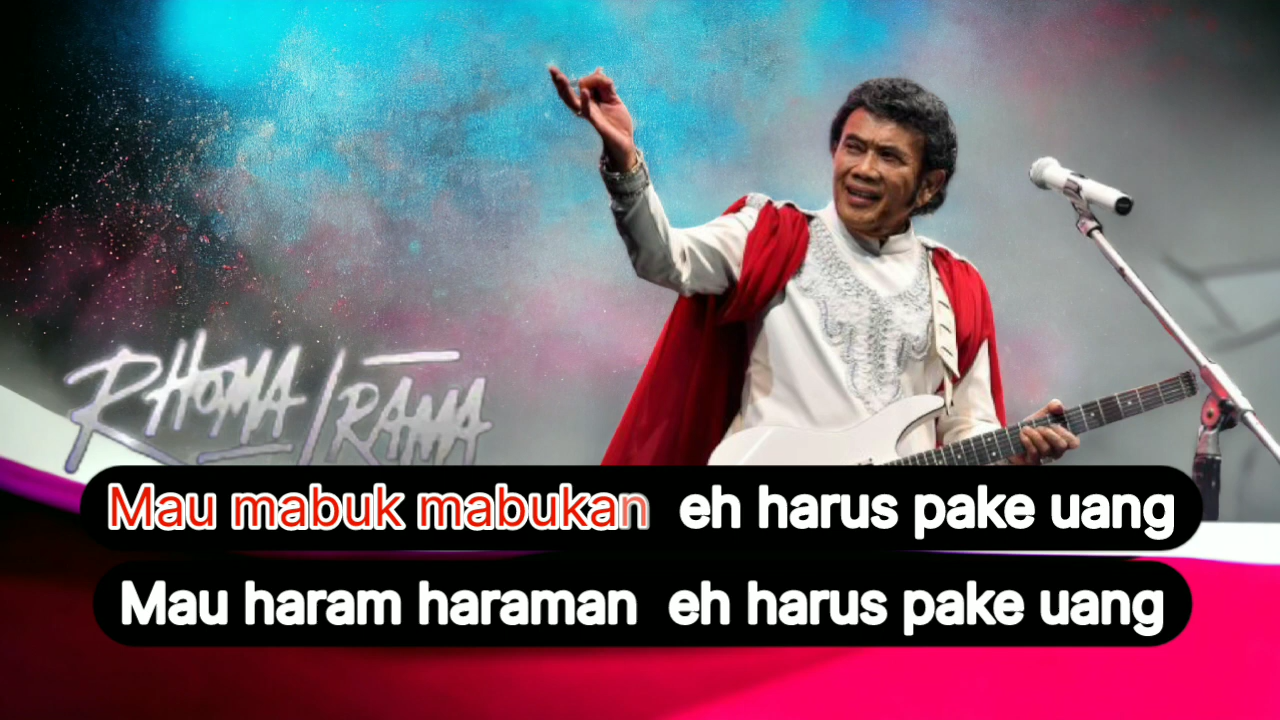 RHOMA IRAMA
Mau mabuk mabukan eh harus pake uang
Mau haram haraman eh harus pake uang